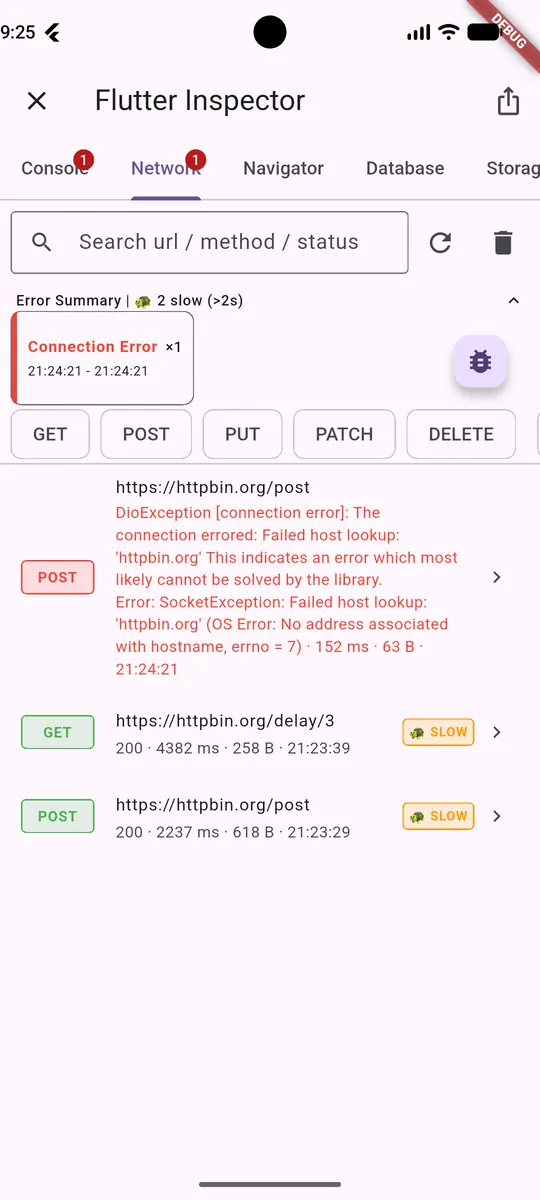 9:25
DEBUG
Flutter Inspector
Console 1 Network 1 Navigator Database Storag
Search url / method / status
Error Summary | 🐢 2 slow (>2s)
Connection Error ×1
21:24:21 - 21:24:21
GET POST PUT PATCH DELETE
https://httpbin.org/post
DioException [connection error]: The
connection errored: Failed host lookup:
'httpbin.org' This indicates an error which most
likely cannot be solved by the library.
Error: SocketException: Failed host lookup:
'httpbin.org' (OS Error: No address associated
with hostname, errno = 7) · 152 ms · 63 B ·
21:24:21
POST
https://httpbin.org/delay/3
GET
200 · 4382 ms · 258 B · 21:23:39
🐢 SLOW
https://httpbin.org/post
POST
200 · 2237 ms · 618 B · 21:23:29
🐢 SLOW